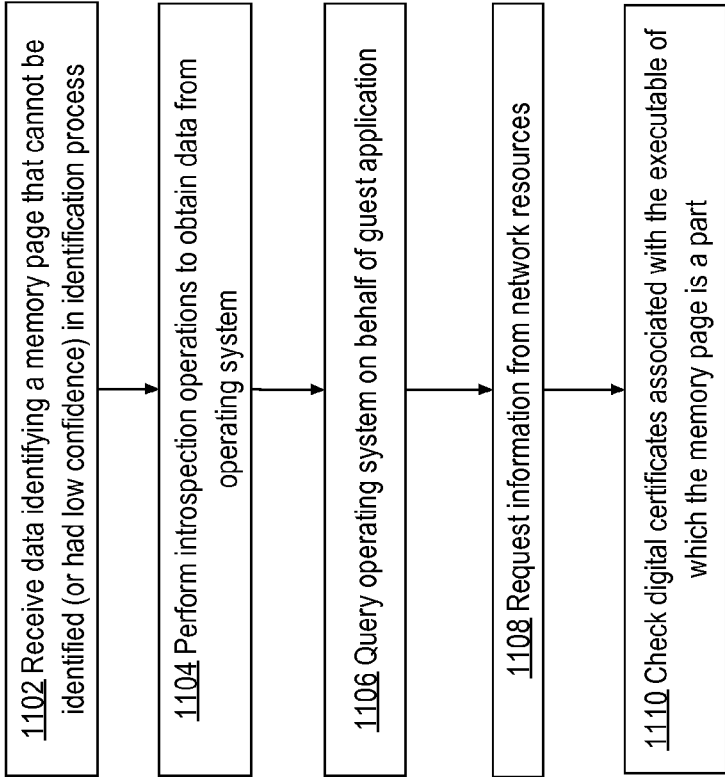 1102 Receive data identifying a memory page that cannot be
identified (or had low confidence) in identification process
1104 Perform introspection operations to obtain data from
operating system
1106 Query operating system on behalf of guest application
1108 Request information from network resources
1110 Check digital certificates associated with the executable of
which the memory page is a part